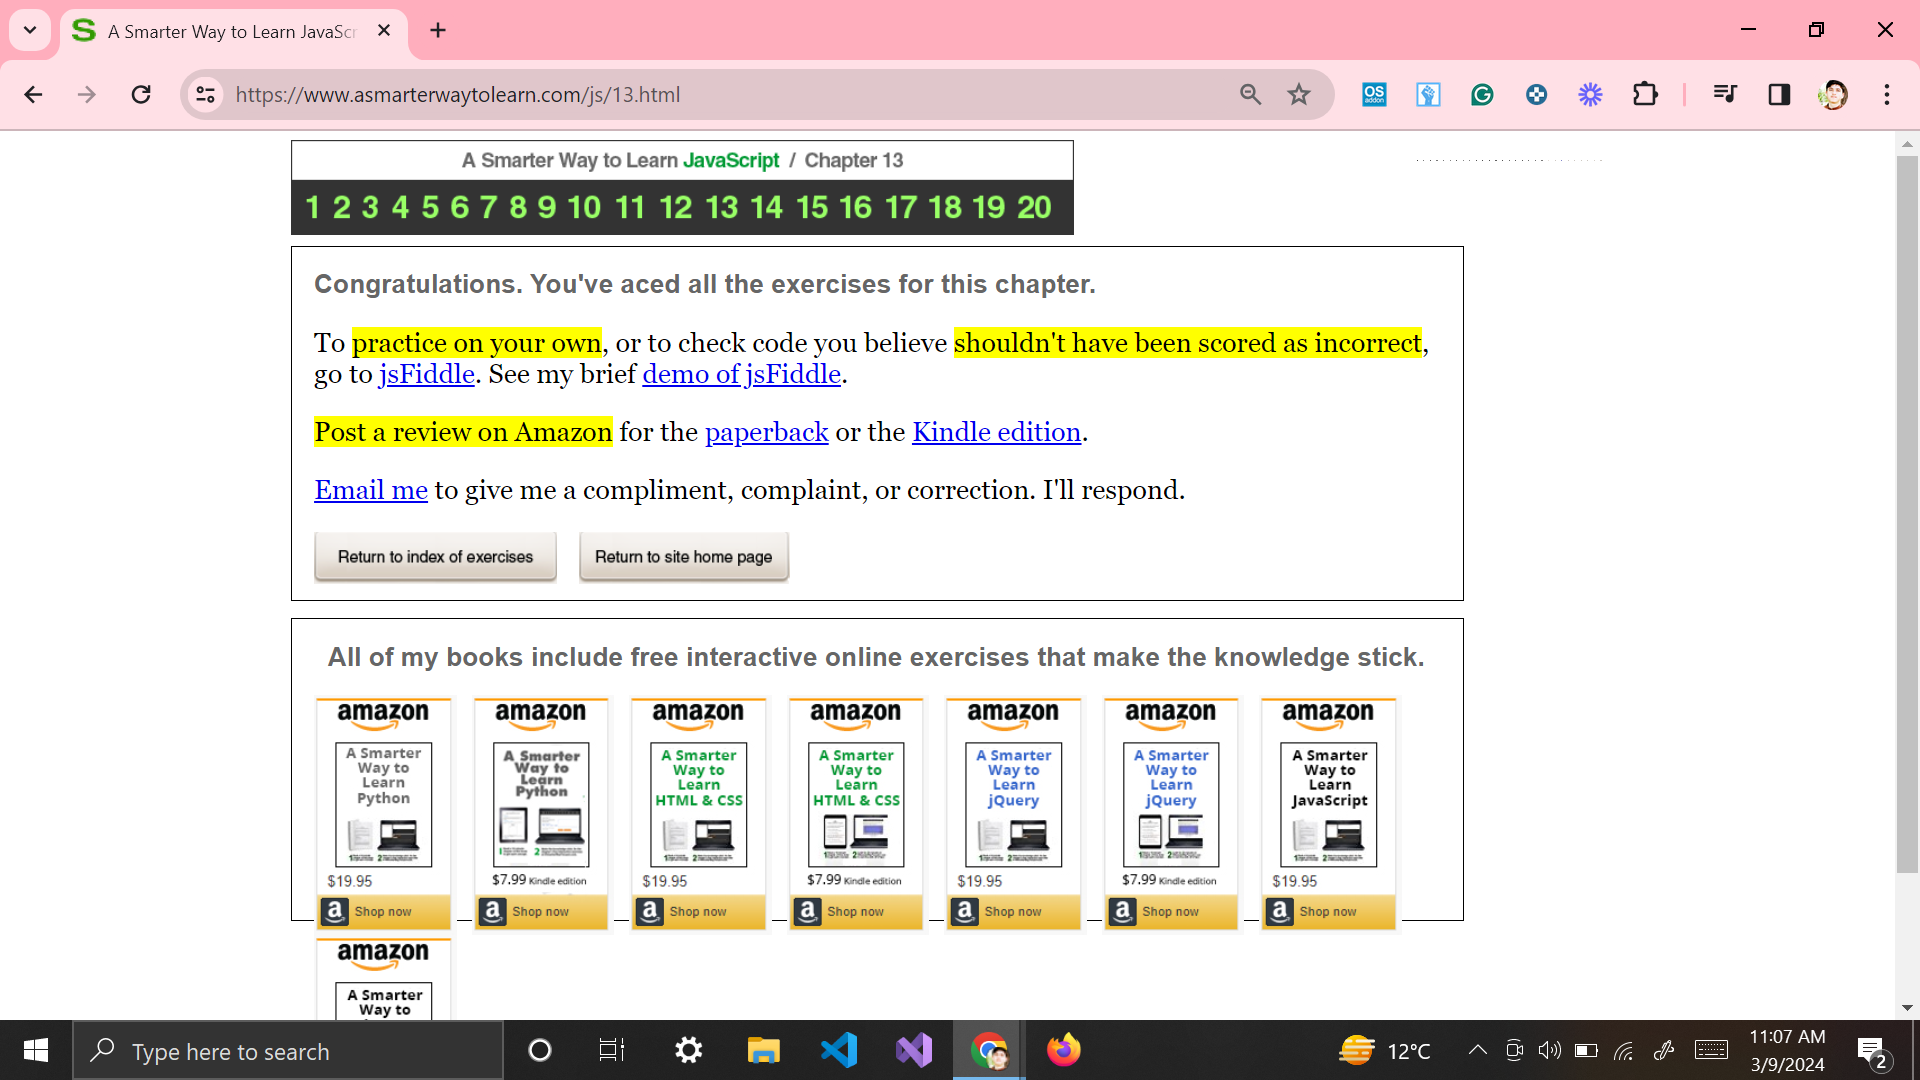 A Smarter Way to Learn JavaScr
https://www.asmarterwaytolearn.com/js/13.html
OS
addon
A Smarter Way to Learn JavaScript / Chapter 13
1 2 3 4 5 6 7 8 9 10 11 12 13 14 15 16 17 18 19 20
Congratulations. You've aced all the exercises for this chapter.
To practice on your own, or to check code you believe shouldn't have been scored as incorrect,
go to jsFiddle. See my brief demo of jsFiddle.
Post a review on Amazon for the paperback or the Kindle edition.
Email me to give me a compliment, complaint, or correction. I'll respond.
Return to index of exercises Return to site home page
All of my books include free interactive online exercises that make the knowledge stick.
amazon amazon amazon amazon amazon amazon amazon
A Smarter A Smarter A Smarter A Smarter A Smarter A Smarter A Smarter
Way to Way to Way to Way to Way to Way to Way to
Learn Learn Learn Learn Learn Learn Learn
Python Python HTML & CSS HTML & CSS jQuery jQuery JavaScript
$19.95 $7.99 Kindle edition $19.95 $7.99 Kindle edition $19.95 $7.99 Kindle edition $19.95
a Shop now a Shop now a Shop now a Shop now a Shop now a Shop now a Shop now
amazon
A Smarter
Way to
Type here to search
12°C
11:07 AM
3/9/2024
2